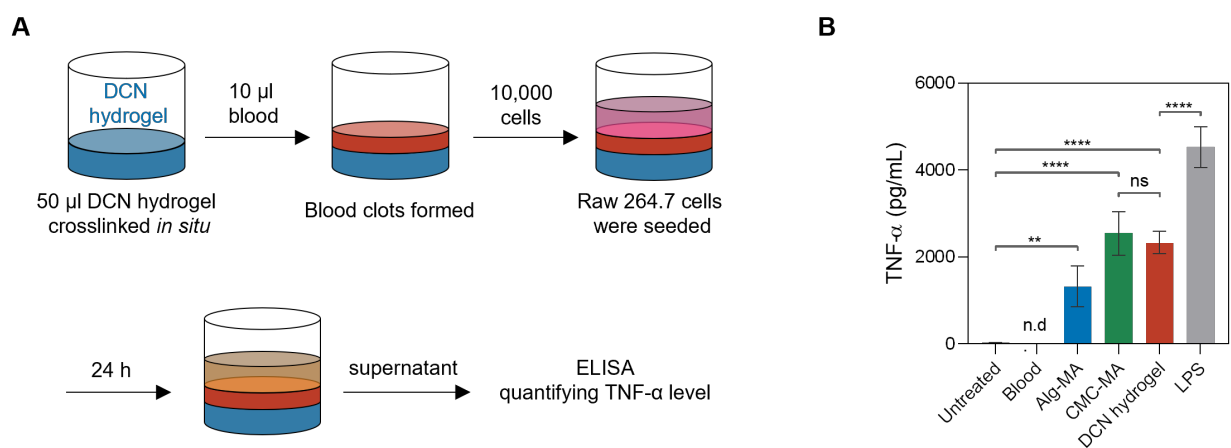 A
DCN
hydrogel
50 µl DCN hydrogel
crosslinked in situ
10 µl
blood
Blood clots formed
10,000
cells
Raw 264.7 cells
were seeded
24 h
supernatant
ELISA
quantifying TNF-α level
B
TNF-α (pg/mL)
6000
4000
2000
0
****
****
****
ns
**
n.d
Untreated
Blood
Alg-MA
CMC-MA
DCN hydrogel
LPS